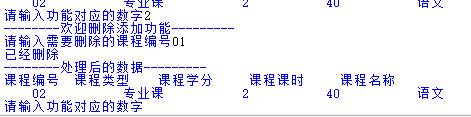 02 专业课 2 40 语文
请输入功能对应的数字2
---------欢迎删除添加功能---------
请输入需要删除的课程编号01
已经删除
--------处理后的数据---------
课程编号 课程类型 课程学分 课程课时 课程名称
02 专业课 2 40 语文
请输入功能对应的数字